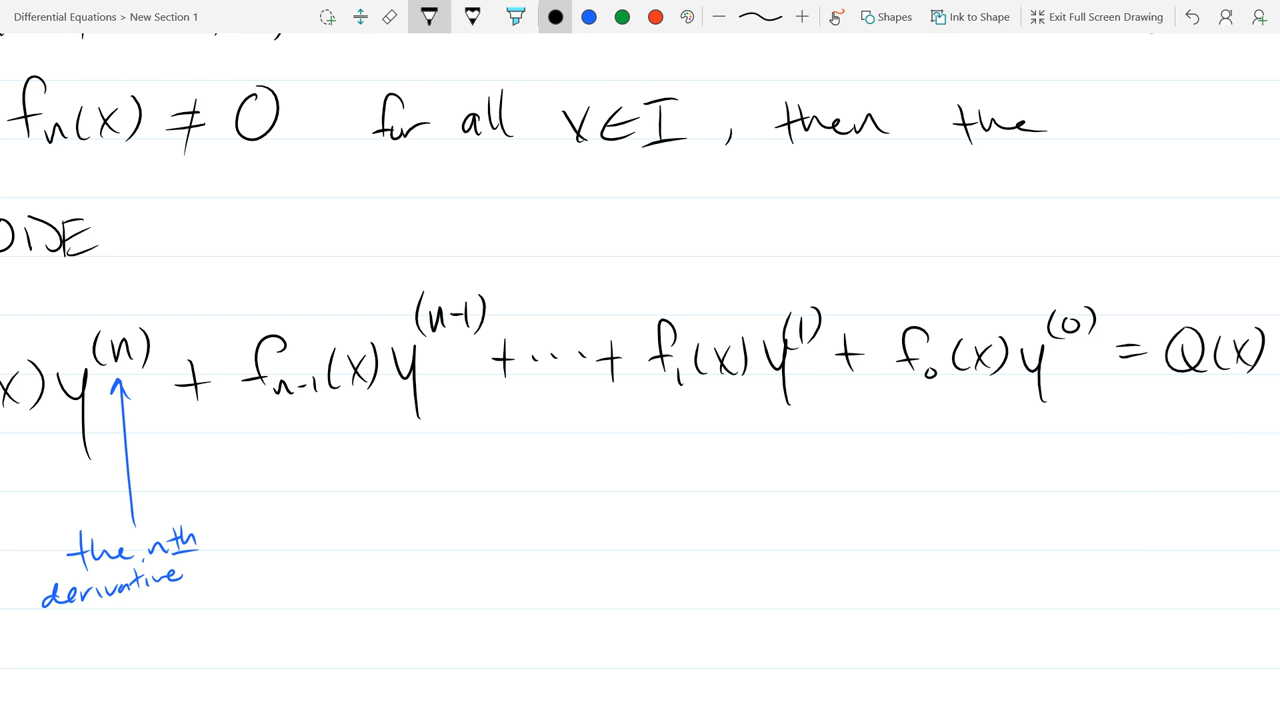 Differential Equations > New Section 1
Shapes
Ink to Shape
Exit Full Screen Drawing
fₙ(x) ≠ 0 for all x∈I, then the
ODE
x)y⁽ⁿ⁾ + fₙ₋₁(x)y⁽ⁿ⁻¹⁾ + ⋯ + f₁(x)y⁽¹⁾ + f₀(x)y⁽⁰⁾ = Q(x)
the nth
derivative